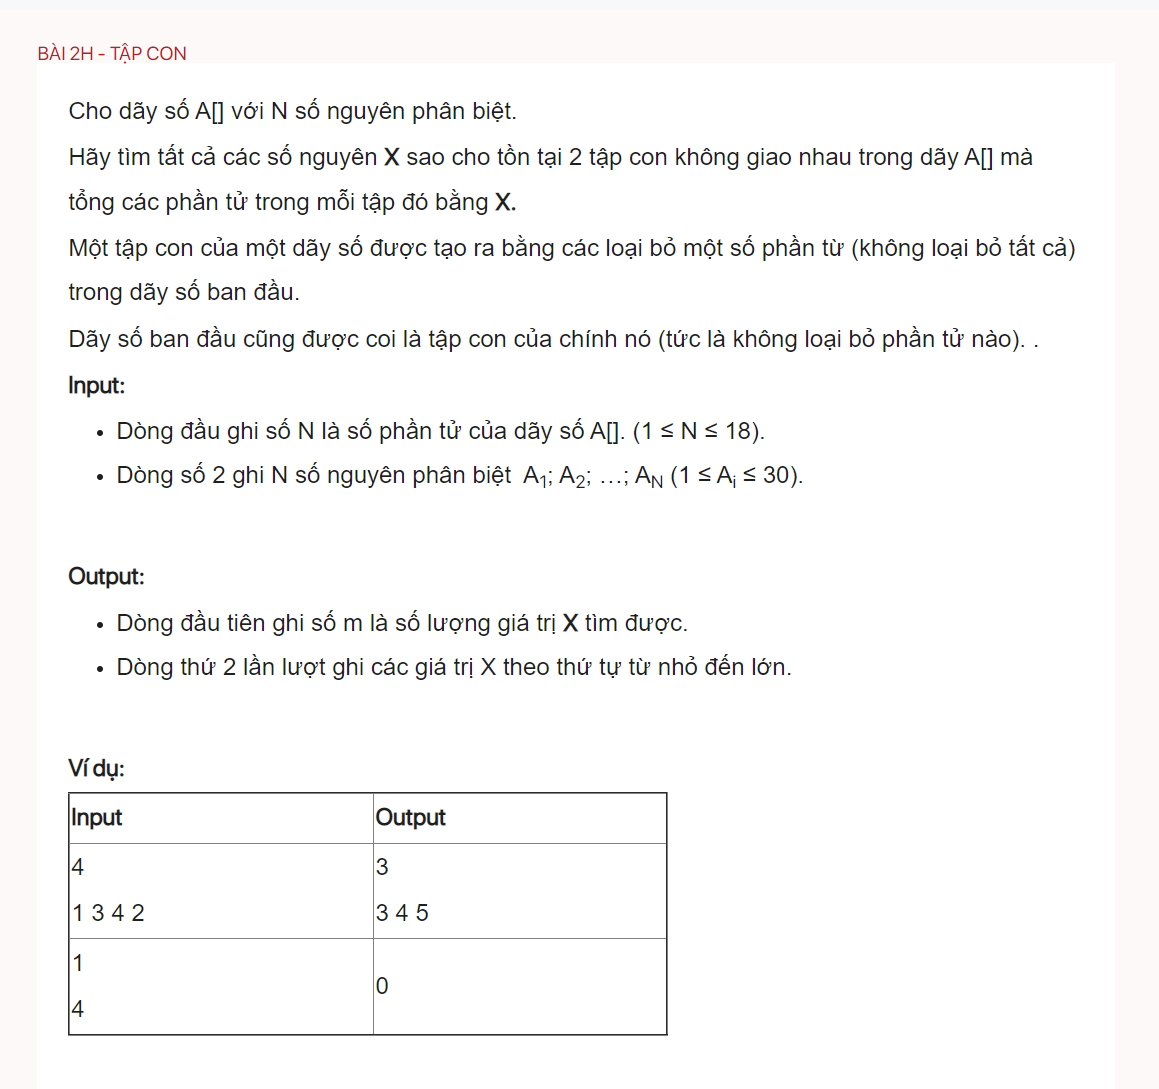 BÀI 2H - TẬP CON
Cho dãy số A[] với N số nguyên phân biệt.
Hãy tìm tất cả các số nguyên X sao cho tồn tại 2 tập con không giao nhau trong dãy A[] mà
tổng các phần tử trong mỗi tập đó bằng X.
Một tập con của một dãy số được tạo ra bằng các loại bỏ một số phần từ (không loại bỏ tất cả)
trong dãy số ban đầu.
Dãy số ban đầu cũng được coi là tập con của chính nó (tức là không loại bỏ phần tử nào). .
Input:
• Dòng đầu ghi số N là số phần tử của dãy số A[]. (1 ≤ N ≤ 18).
• Dòng số 2 ghi N số nguyên phân biệt A₁; A₂; …; A_N (1 ≤ Aᵢ ≤ 30).
Output:
• Dòng đầu tiên ghi số m là số lượng giá trị X tìm được.
• Dòng thứ 2 lần lượt ghi các giá trị X theo thứ tự từ nhỏ đến lớn.
Ví dụ:
Input Output
4 3
1 3 4 2 3 4 5
1
0
4